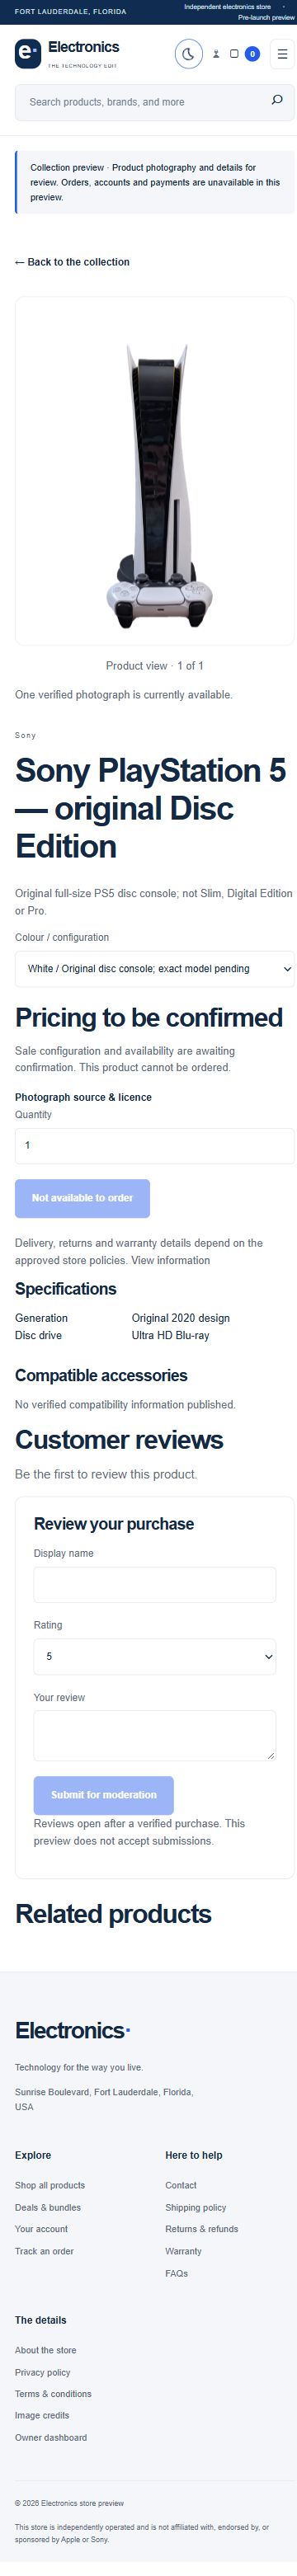 FORT LAUDERDALE, FLORIDA
Independent electronics store ·
Pre-launch preview
e
Electronics
THE TECHNOLOGY EDIT
0
Search products, brands, and more
Collection preview · Product photography and details for
review. Orders, accounts and payments are unavailable in this
preview.
← Back to the collection
Product view · 1 of 1
One verified photograph is currently available.
Sony
Sony PlayStation 5
— original Disc
Edition
Original full-size PS5 disc console; not Slim, Digital Edition
or Pro.
Colour / configuration
White / Original disc console; exact model pending
Pricing to be confirmed
Sale configuration and availability are awaiting
confirmation. This product cannot be ordered.
Photograph source & licence
Quantity
1
Not available to order
Delivery, returns and warranty details depend on the
approved store policies. View information
Specifications
Generation Original 2020 design
Disc drive Ultra HD Blu-ray
Compatible accessories
No verified compatibility information published.
Customer reviews
Be the first to review this product.
Review your purchase
Display name
Rating
5
Your review
Submit for moderation
Reviews open after a verified purchase. This
preview does not accept submissions.
Related products
Electronics·
Technology for the way you live.
Sunrise Boulevard, Fort Lauderdale, Florida,
USA
Explore
Shop all products
Deals & bundles
Your account
Track an order
Here to help
Contact
Shipping policy
Returns & refunds
Warranty
FAQs
The details
About the store
Privacy policy
Terms & conditions
Image credits
Owner dashboard
© 2026 Electronics store preview
This store is independently operated and is not affiliated with, endorsed by, or
sponsored by Apple or Sony.